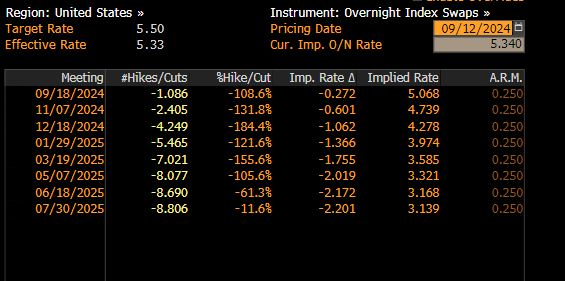 Region: United States » Instrument: Overnight Index Swaps »
Target Rate 5.50 Pricing Date 09/12/2024
Effective Rate 5.33 Cur. Imp. O/N Rate 5.340
Meeting #Hikes/Cuts %Hike/Cut Imp. Rate Δ Implied Rate A.R.M.
09/18/2024 -1.086 -108.6% -0.272 5.068 0.250
11/07/2024 -2.405 -131.8% -0.601 4.739 0.250
12/18/2024 -4.249 -184.4% -1.062 4.278 0.250
01/29/2025 -5.465 -121.6% -1.366 3.974 0.250
03/19/2025 -7.021 -155.6% -1.755 3.585 0.250
05/07/2025 -8.077 -105.6% -2.019 3.321 0.250
06/18/2025 -8.690 -61.3% -2.172 3.168 0.250
07/30/2025 -8.806 -11.6% -2.201 3.139 0.250